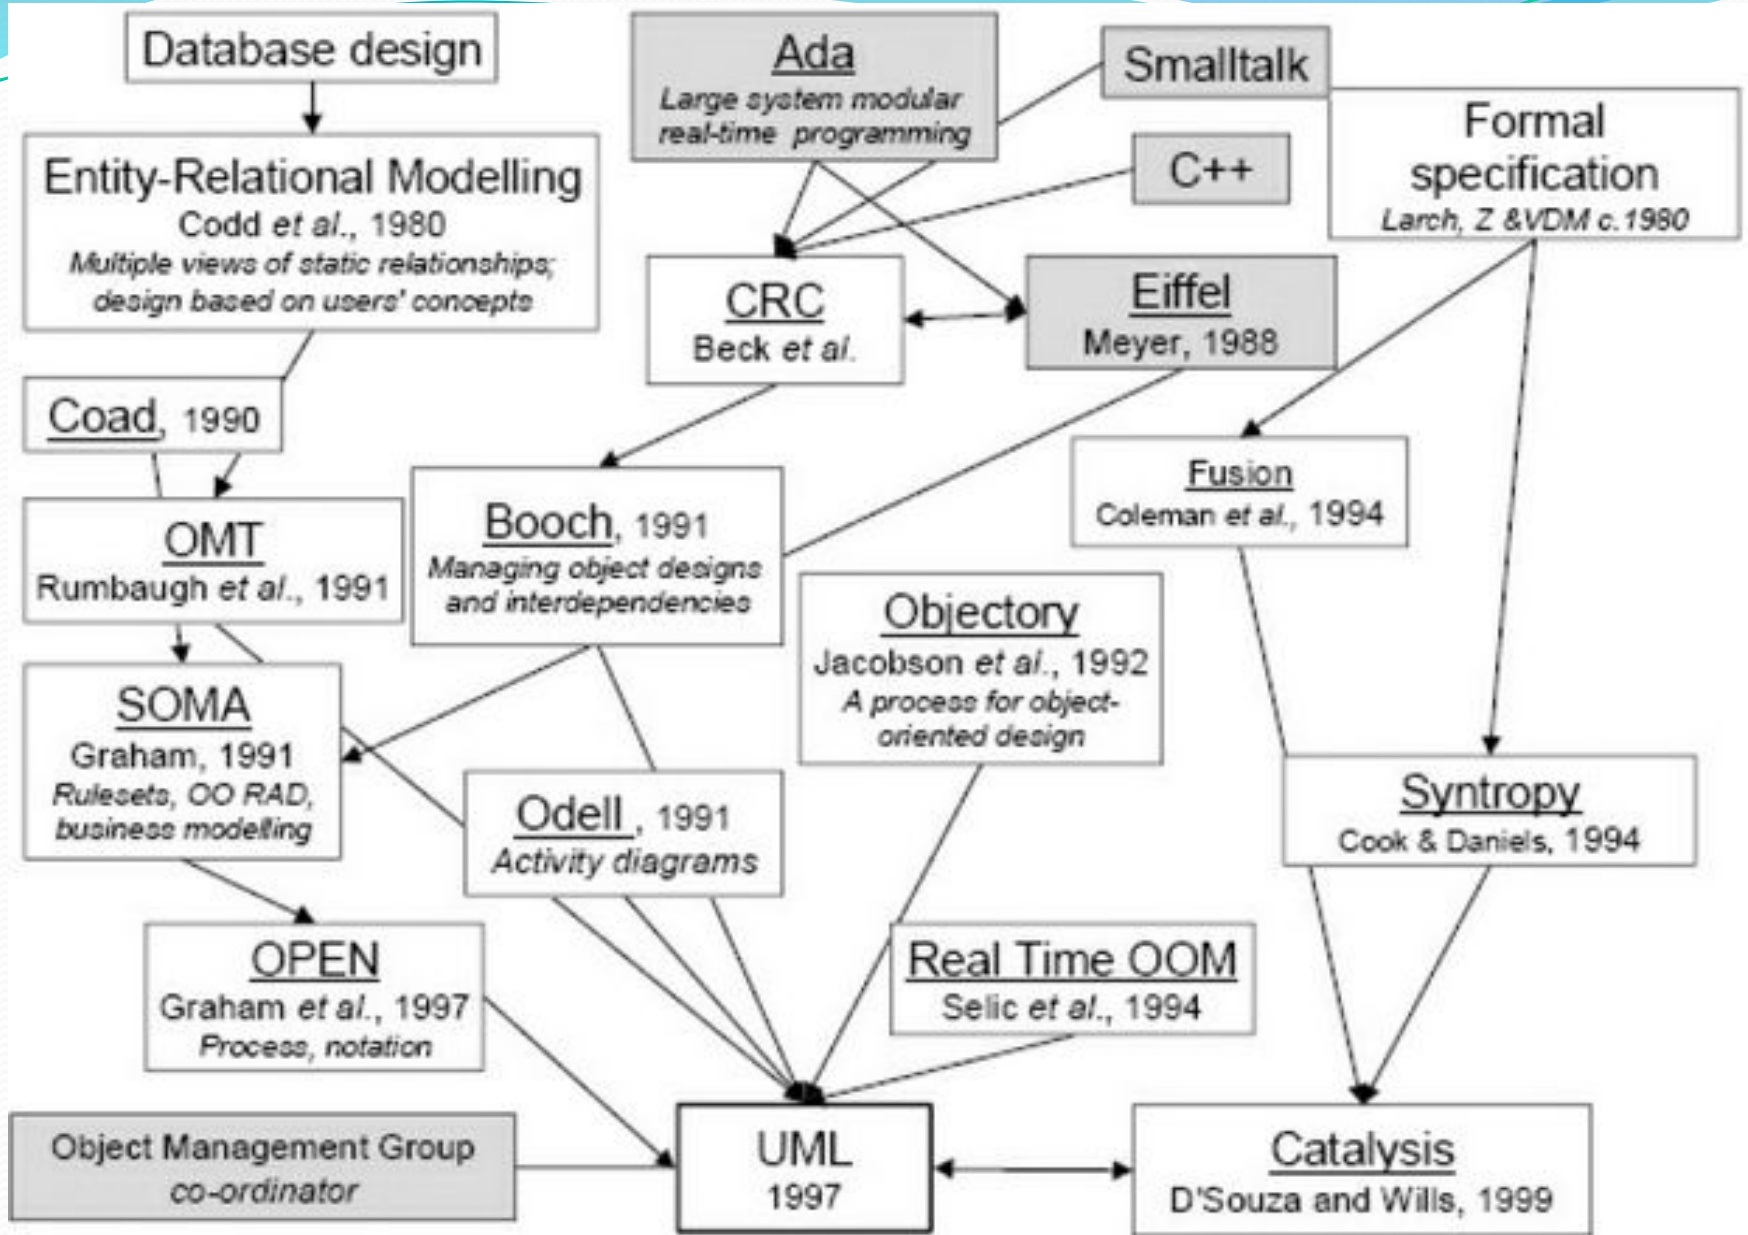 Database design
Ada
Large system modular
real-time programming
Smalltalk
Formal
specification
Larch, Z &VDM c.1980
C++
Entity-Relational Modelling
Codd et al., 1980
Multiple views of static relationships;
design based on users' concepts
CRC
Beck et al.
Eiffel
Meyer, 1988
Coad, 1990
Fusion
Coleman et al., 1994
OMT
Rumbaugh et al., 1991
Booch, 1991
Managing object designs
and interdependencies
Objectory
Jacobson et al., 1992
A process for object-
oriented design
SOMA
Graham, 1991
Rulesets, OO RAD,
business modelling
Odell , 1991
Activity diagrams
Syntropy
Cook & Daniels, 1994
OPEN
Graham et al., 1997
Process, notation
Real Time OOM
Selic et al., 1994
Object Management Group
co-ordinator
UML
1997
Catalysis
D'Souza and Wills, 1999